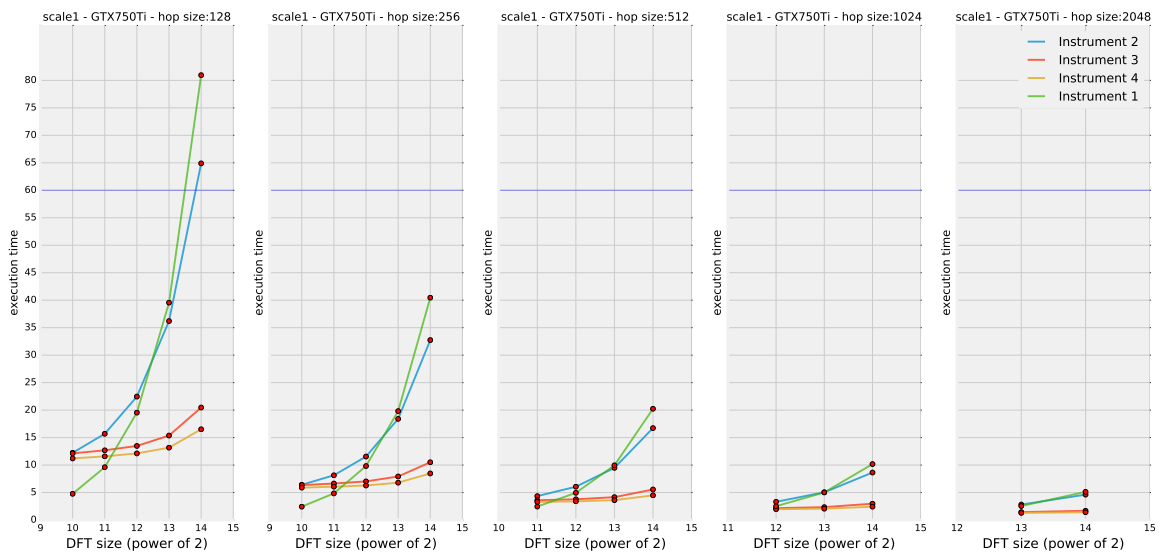 scale1 - GTX750Ti - hop size:128
scale1 - GTX750Ti - hop size:256
scale1 - GTX750Ti - hop size:512
scale1 - GTX750Ti - hop size:1024
scale1 - GTX750Ti - hop size:2048
Instrument 2
Instrument 3
Instrument 4
Instrument 1
80
75
70
65
60
55
50
45
40
35
30
25
20
15
10
5
0
execution time
execution time
execution time
execution time
execution time
9 10 11 12 13 14 15
9 10 11 12 13 14 15
10 11 12 13 14 15
11 12 13 14 15
12 13 14 15
DFT size (power of 2)
DFT size (power of 2)
DFT size (power of 2)
DFT size (power of 2)
DFT size (power of 2)